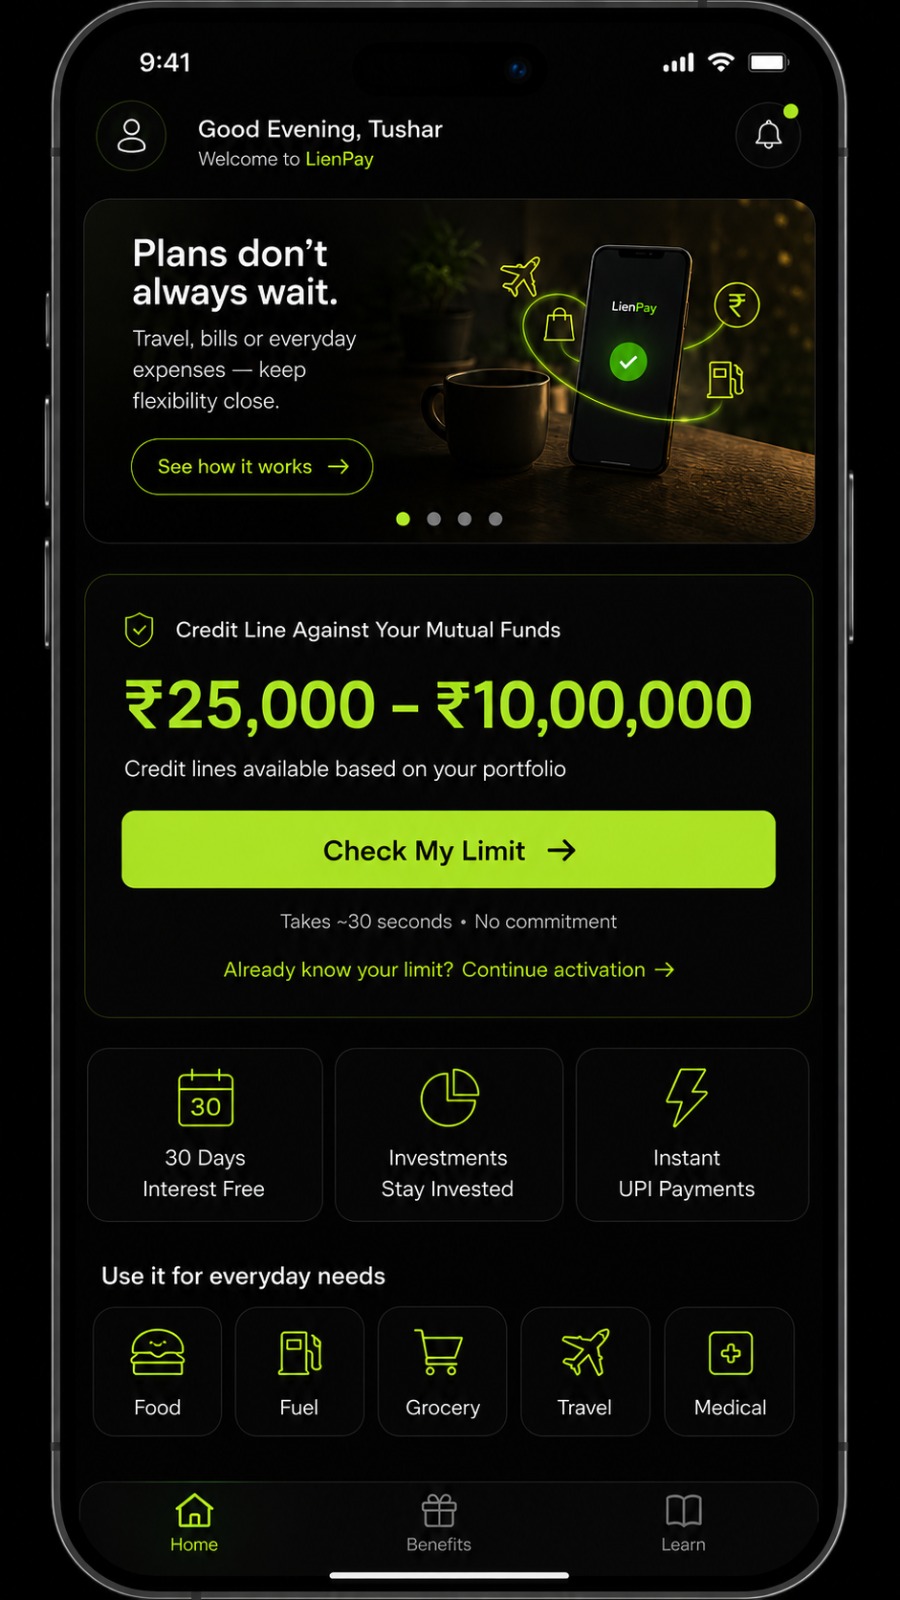 9:41
Good Evening, Tushar
Welcome to LienPay
Plans don’t
always wait.
Travel, bills or everyday
expenses — keep
flexibility close.
See how it works →
LienPay
₹
Credit Line Against Your Mutual Funds
₹25,000 – ₹10,00,000
Credit lines available based on your portfolio
Check My Limit →
Takes ~30 seconds • No commitment
Already know your limit? Continue activation →
30
30 Days
Interest Free
Investments
Stay Invested
Instant
UPI Payments
Use it for everyday needs
Food
Fuel
Grocery
Travel
Medical
Home
Benefits
Learn